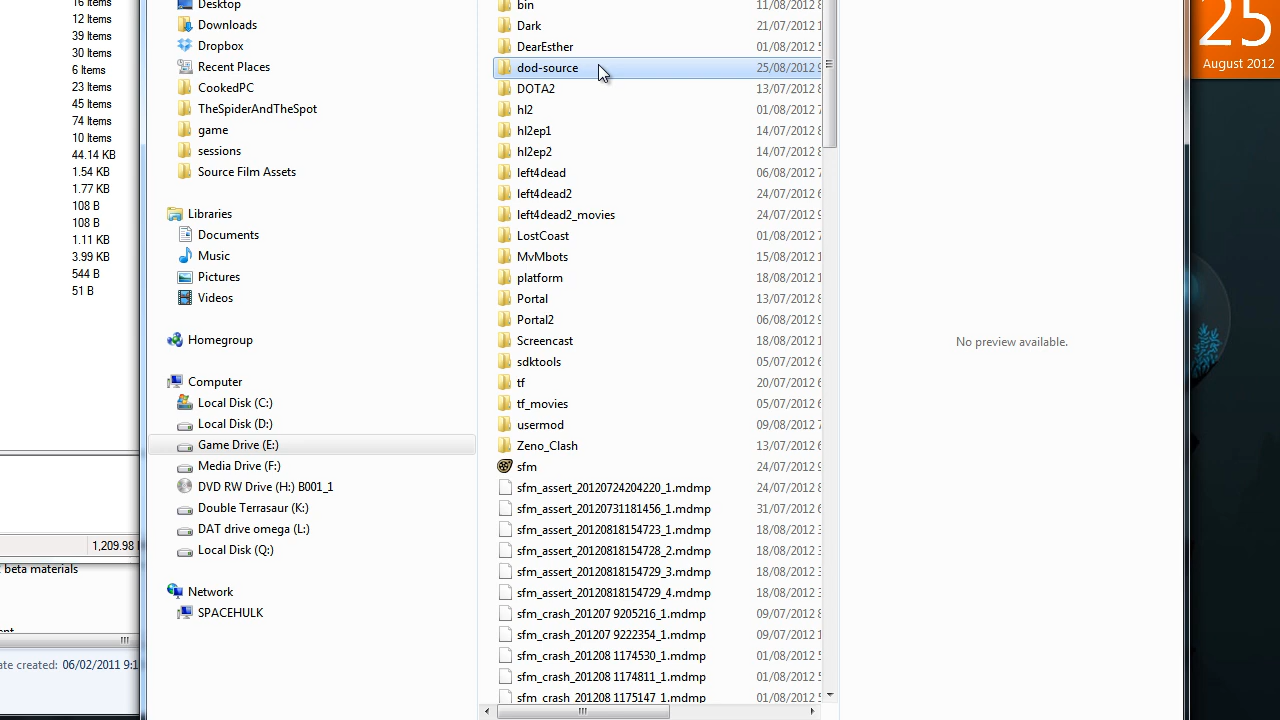 16 Items
12 Items
39 Items
30 Items
6 Items
23 Items
45 Items
74 Items
10 Items
44.14 KB
1.54 KB
1.77 KB
108 B
108 B
1.11 KB
3.99 KB
544 B
51 B
1,209.98
beta materials
ate created: 06/02/2011 9:1
Desktop
Downloads
Dropbox
Recent Places
CookedPC
TheSpiderAndTheSpot
game
sessions
Source Film Assets
Libraries
Documents
Music
Pictures
Videos
Homegroup
Computer
Local Disk (C:)
Local Disk (D:)
Game Drive (E:)
Media Drive (F:)
DVD RW Drive (H:) B001_1
Double Terrasaur (K:)
DAT drive omega (L:)
Local Disk (Q:)
Network
SPACEHULK
bin 11/08/2012
Dark 21/07/2012
DearEsther 01/08/2012
dod-source 25/08/2012
DOTA2 13/07/2012
hl2 01/08/2012
hl2ep1 14/07/2012
hl2ep2 14/07/2012
left4dead 06/08/2012
left4dead2 24/07/2012
left4dead2_movies 24/07/2012
LostCoast 01/08/2012
MvMbots 15/08/2012
platform 18/08/2012
Portal 13/07/2012
Portal2 06/08/2012
Screencast 18/08/2012
sdktools 05/07/2012
tf 20/07/2012
tf_movies 05/07/2012
usermod 09/08/2012
Zeno_Clash 13/07/2012
sfm 24/07/2012
sfm_assert_20120724204220_1.mdmp 24/07/2012
sfm_assert_20120731181456_1.mdmp 31/07/2012
sfm_assert_20120818154723_1.mdmp 18/08/2012
sfm_assert_20120818154728_2.mdmp 18/08/2012
sfm_assert_20120818154729_3.mdmp 18/08/2012
sfm_assert_20120818154729_4.mdmp 18/08/2012
sfm_crash_201207 9205216_1.mdmp 09/07/2012
sfm_crash_201207 9222354_1.mdmp 09/07/2012
sfm_crash_201208 1174530_1.mdmp 01/08/2012
sfm_crash_201208 1174811_1.mdmp 01/08/2012
sfm_crash_201208 1175147_1.mdmp 01/08/2012
No preview available.
25
August 2012